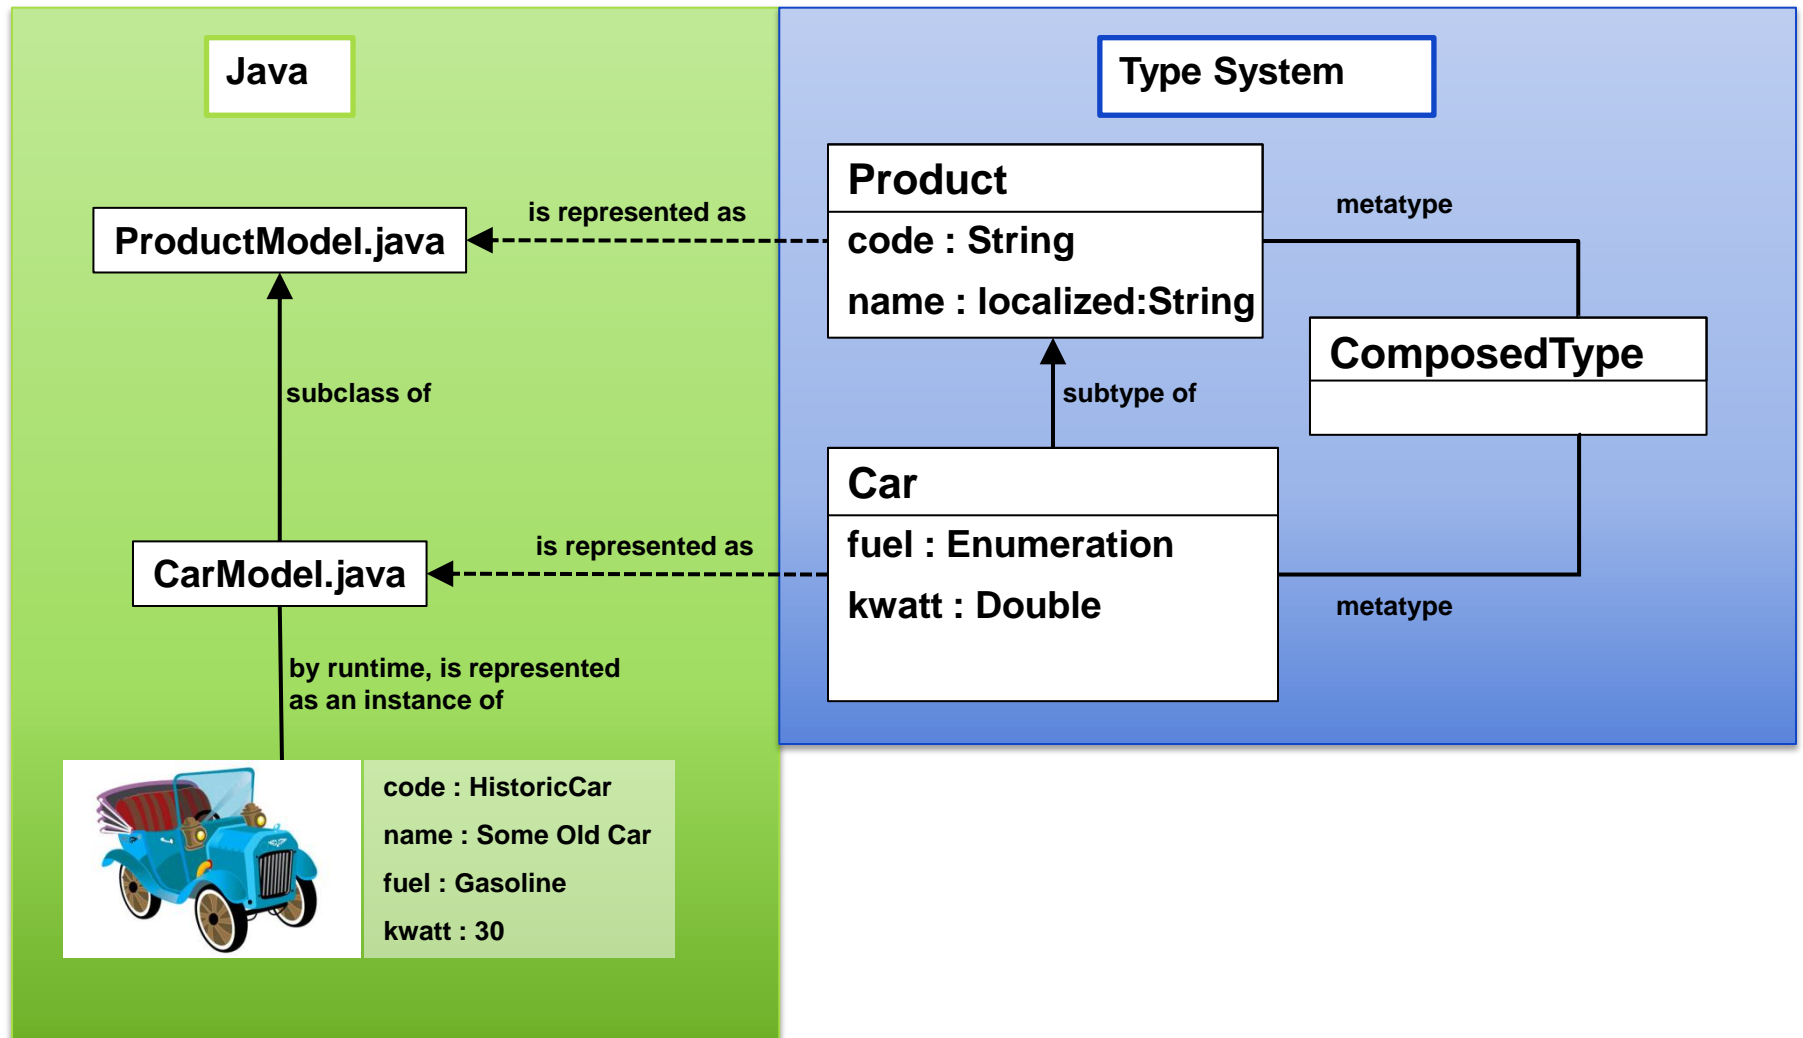 Java
Type System
Product
code : String
name : localized:String
metatype
is represented as
ProductModel.java
ComposedType
subclass of
subtype of
Car
fuel : Enumeration
kwatt : Double
is represented as
CarModel.java
metatype
by runtime, is represented
as an instance of
code : HistoricCar
name : Some Old Car
fuel : Gasoline
kwatt : 30